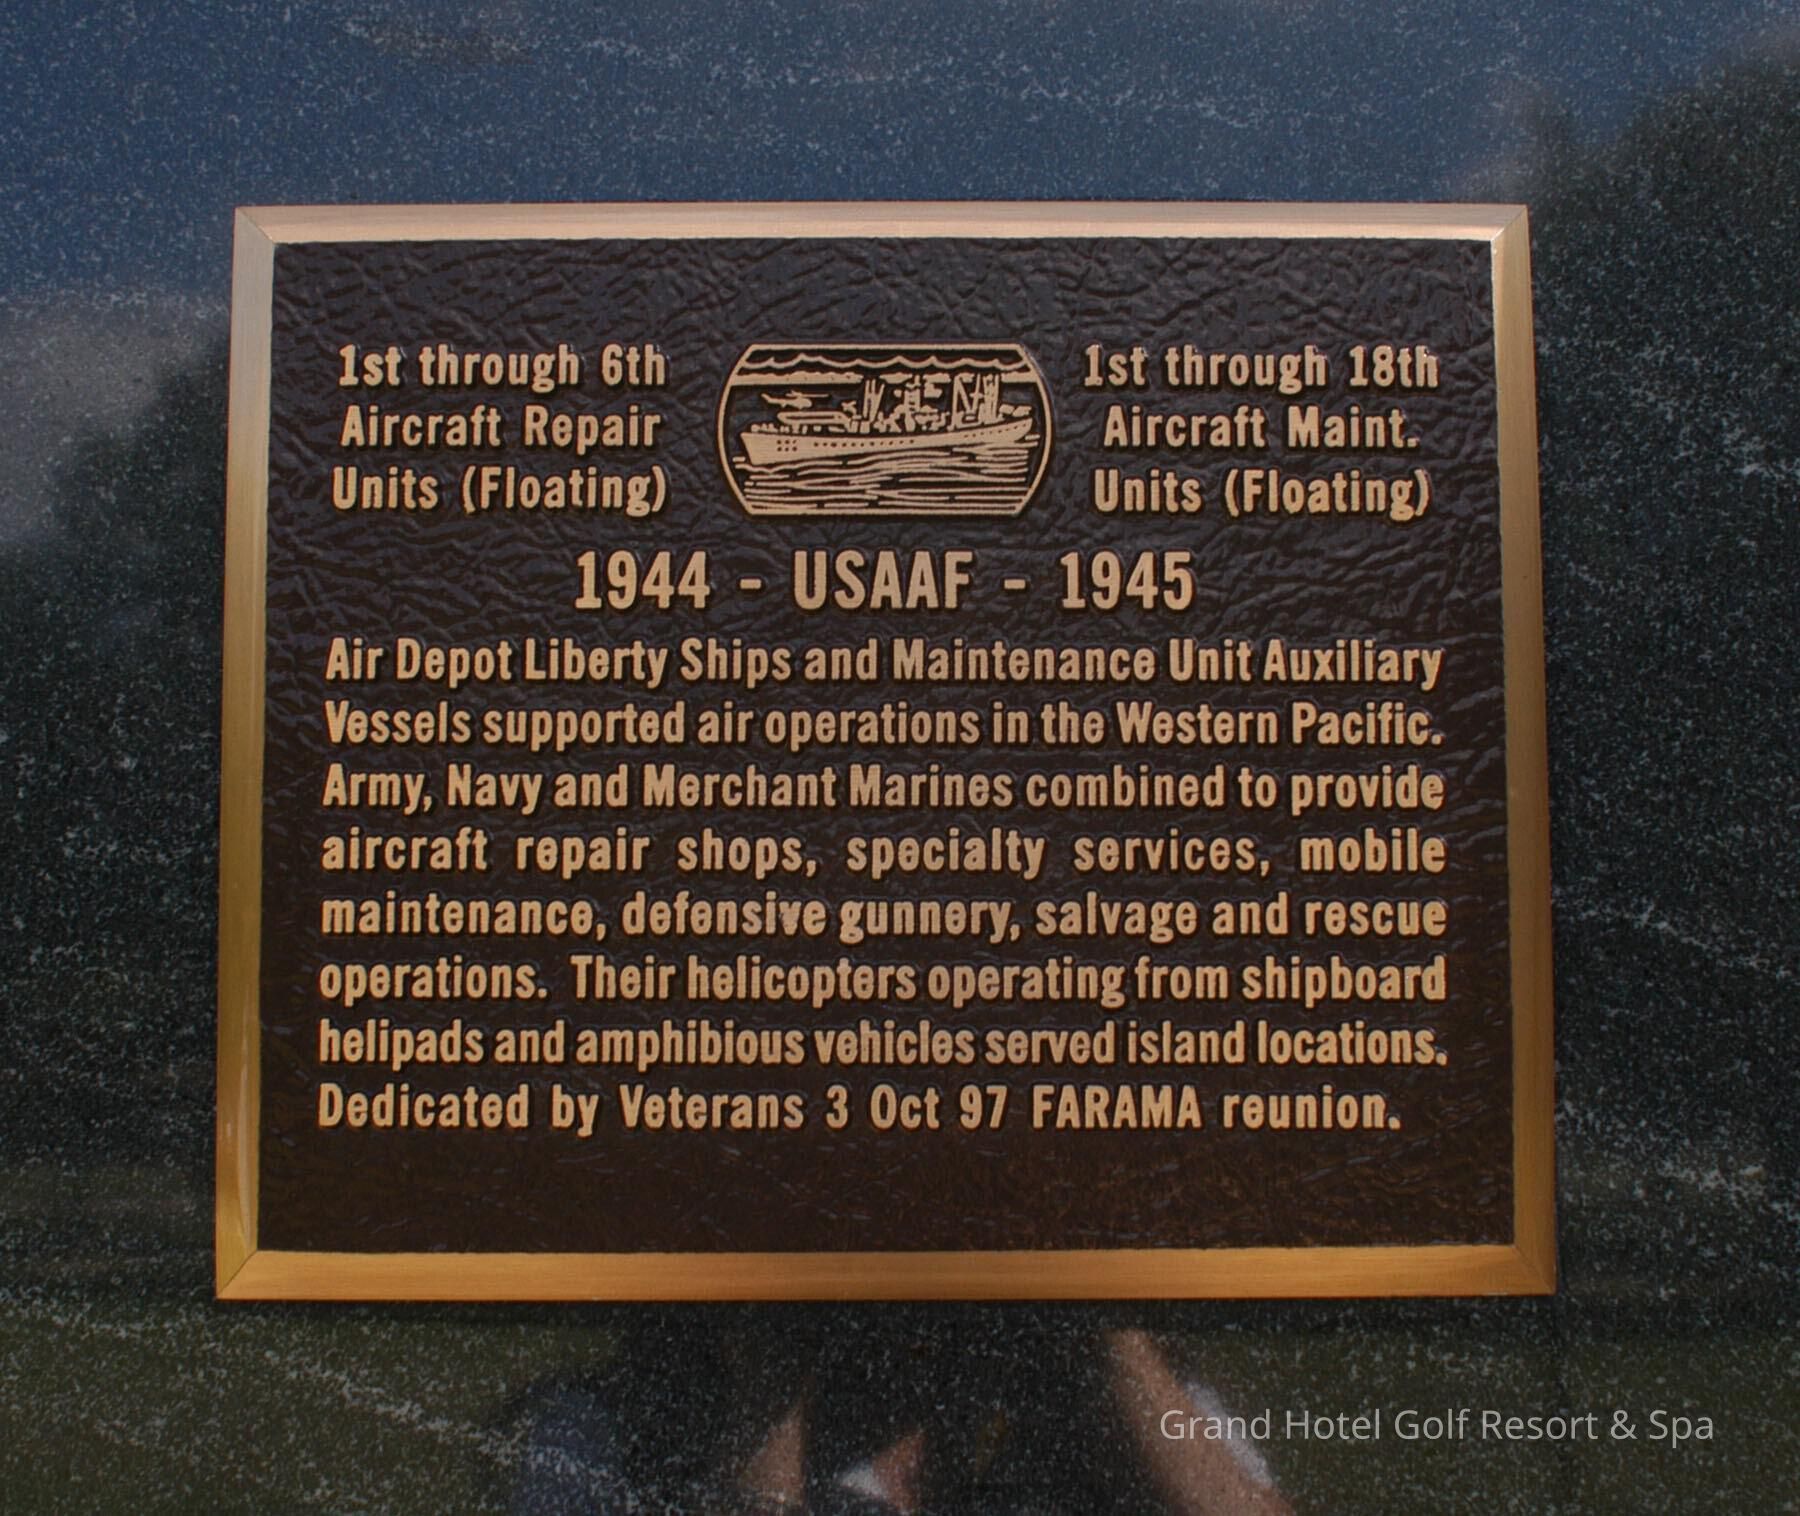 1st through 6th
Aircraft Repair
Units (Floating)
1st through 18th
Aircraft Maint.
Units (Floating)
1944 - USAAF - 1945
Air Depot Liberty Ships and Maintenance Unit Auxiliary
Vessels supported air operations in the Western Pacific.
Army, Navy and Merchant Marines combined to provide
aircraft repair shops, specialty services, mobile
maintenance, defensive gunnery, salvage and rescue
operations. Their helicopters operating from shipboard
helipads and amphibious vehicles served island locations.
Dedicated by Veterans 3 Oct 97 FARAMA reunion.
Grand Hotel Golf Resort & Spa